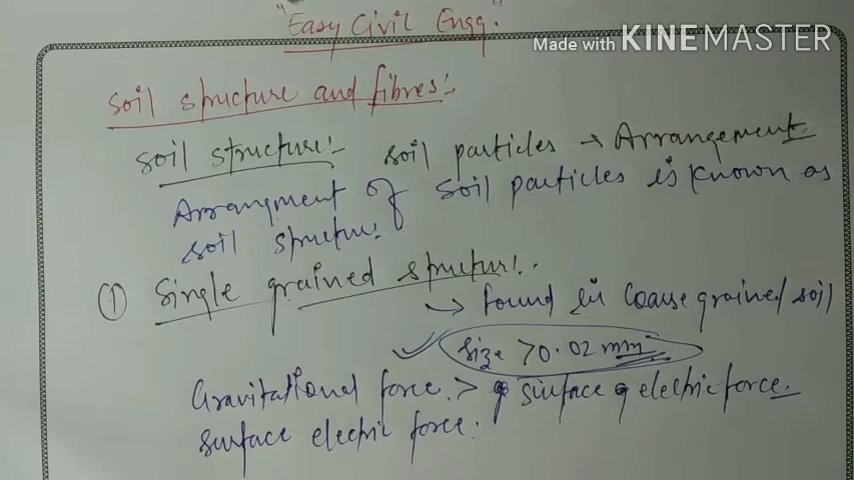 "Easy Civil Engg."
Made with KINEMASTER
Soil structure and fibres:-
Soil structure:- soil particles → Arrangement
Arrangment of soil particles is known as
soil structur.
① Single grained structur:-
→ found in Coarse grained soil
size > 0.02 mm
Gravitational force > surface electric force.
surface electric force.